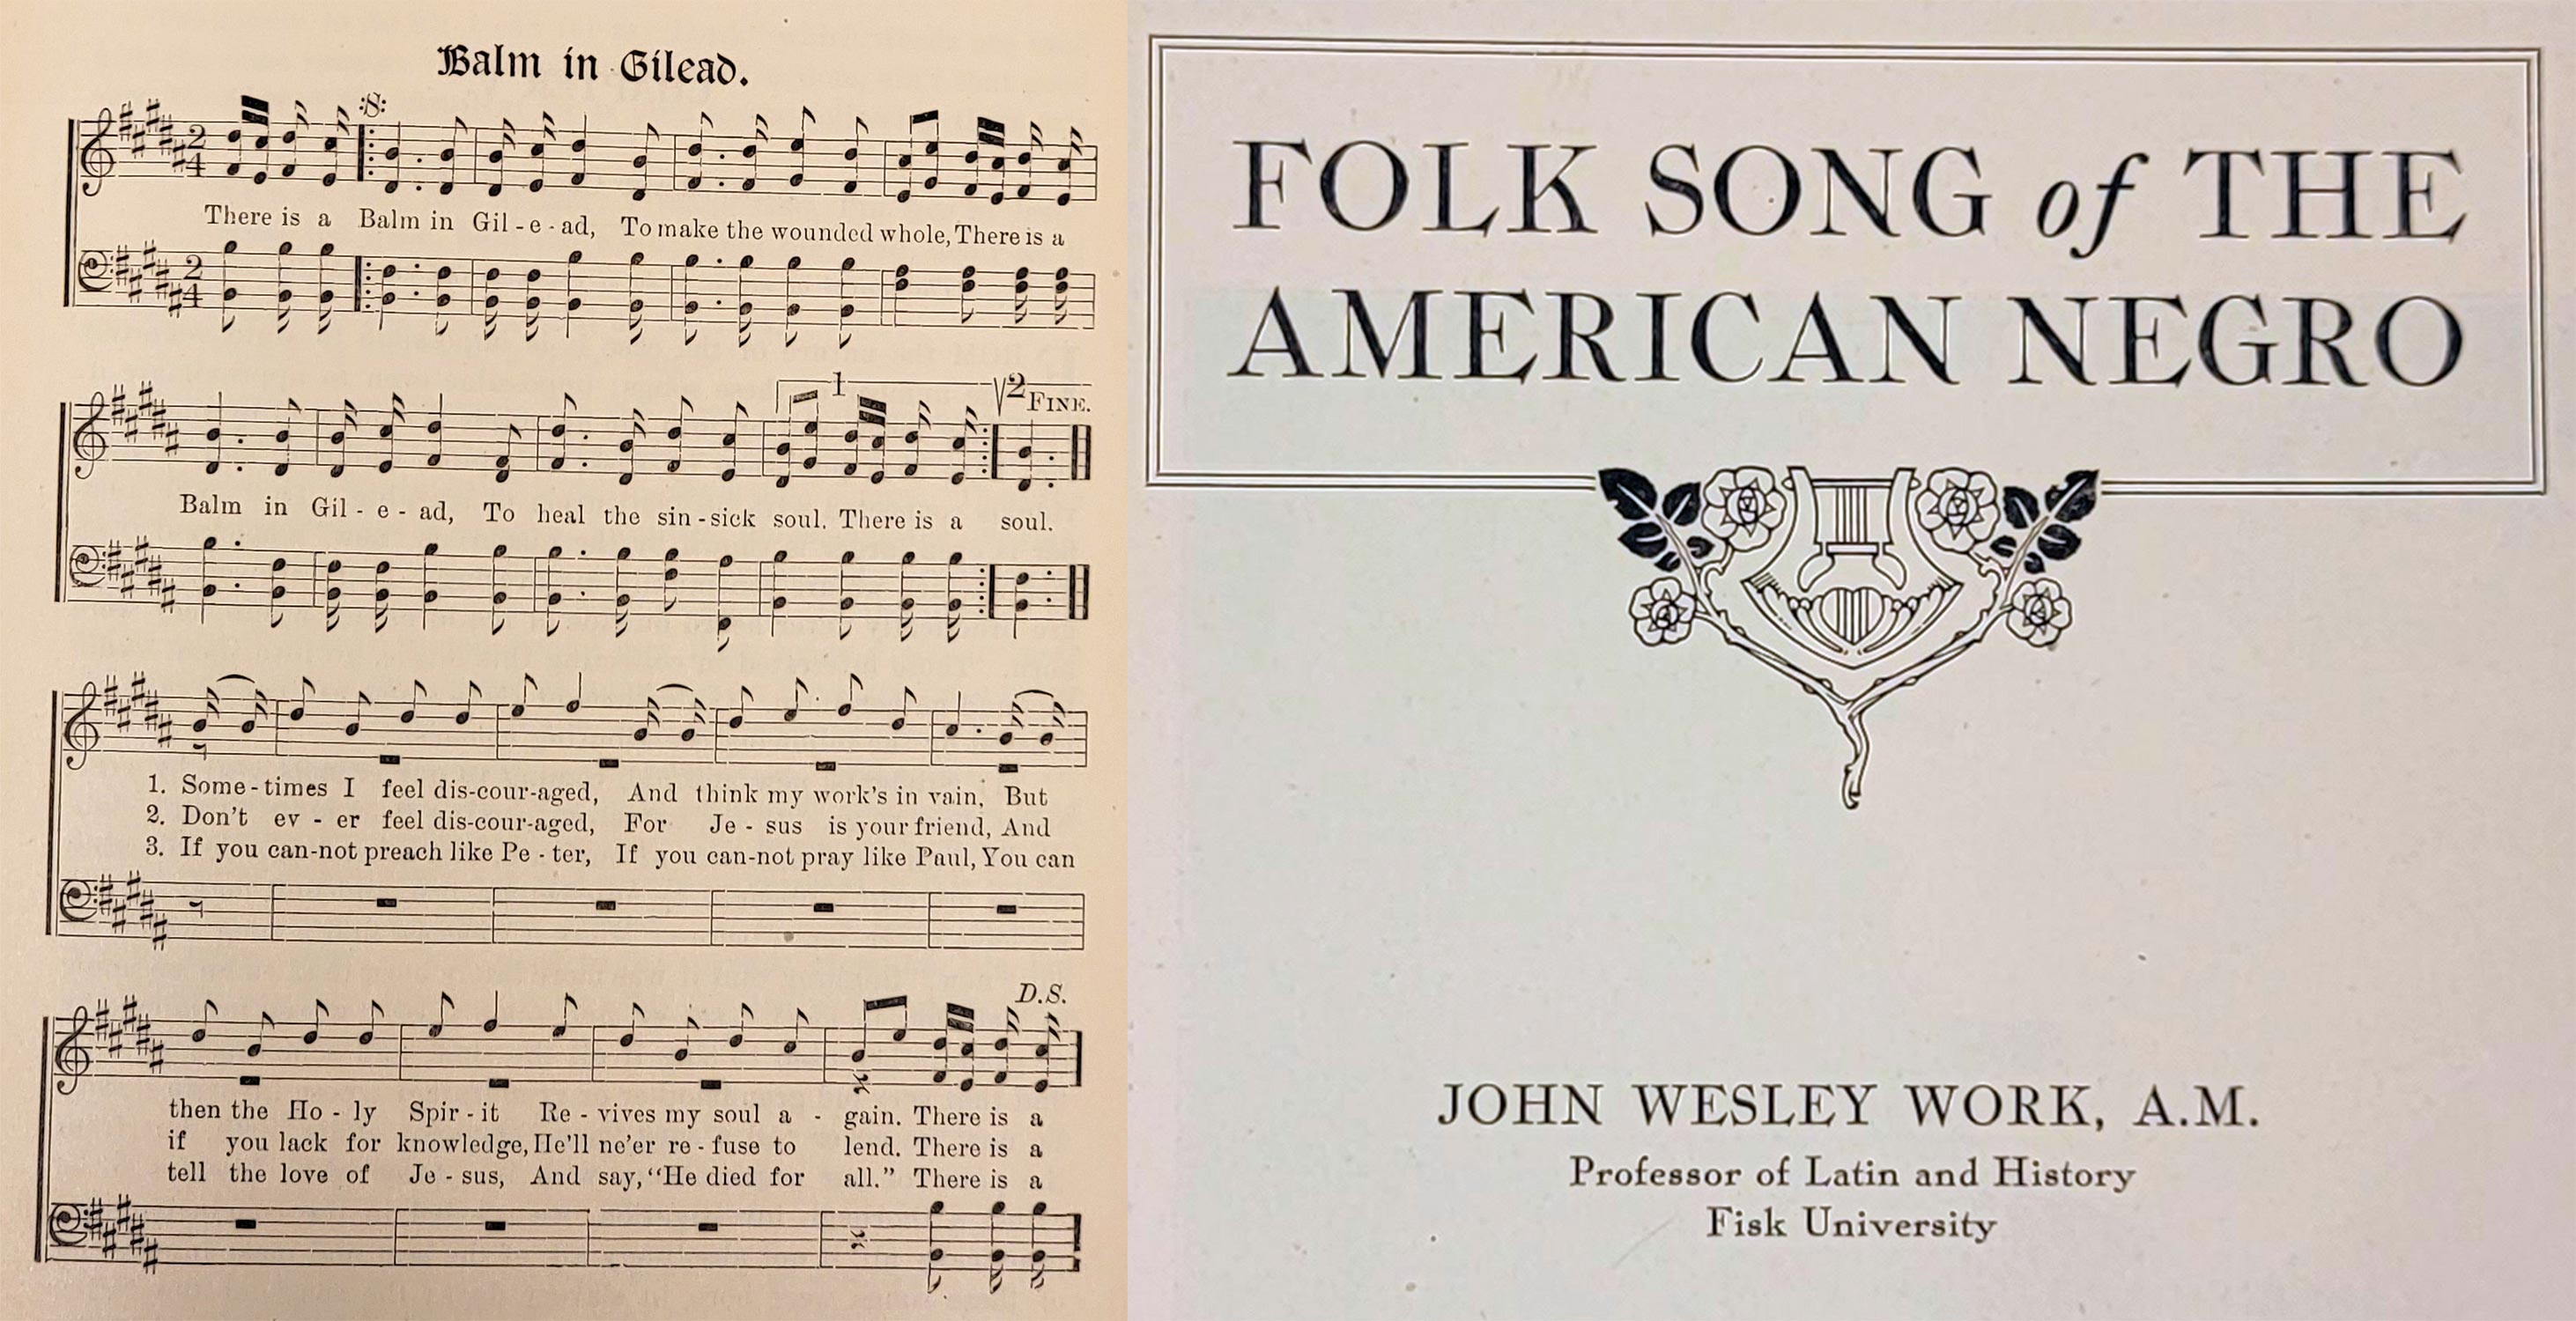 Balm in Gilead.
:S:
2
4
There is a Balm in Gil - e - ad, To make the wounded whole, There is a
2
4
1 2 FINE.
Balm in Gil - e - ad, To heal the sin - sick soul. There is a soul.
1. Some - times I feel dis-cour-aged, And think my work's in vain, But
2. Don't ev - er feel dis-cour-aged, For Je - sus is your friend, And
3. If you can-not preach like Pe - ter, If you can-not pray like Paul, You can
D.S.
then the Ho - ly Spir - it Re - vives my soul a - gain. There is a
if you lack for knowledge, He'll ne'er re - fuse to lend. There is a
tell the love of Je - sus, And say, "He died for all." There is a
FOLK SONG of THE
AMERICAN NEGRO
JOHN WESLEY WORK, A.M.
Professor of Latin and History
Fisk University